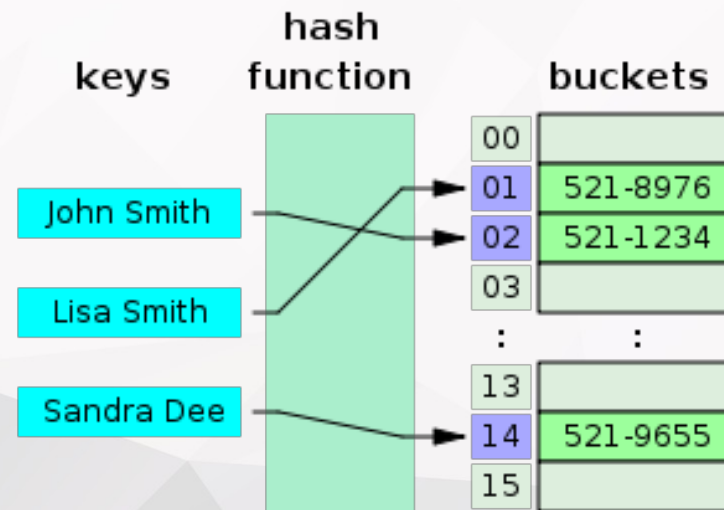 hash
keys function buckets
00
01 521-8976
John Smith
02 521-1234
Lisa Smith
03
: :
13
Sandra Dee
14 521-9655
15